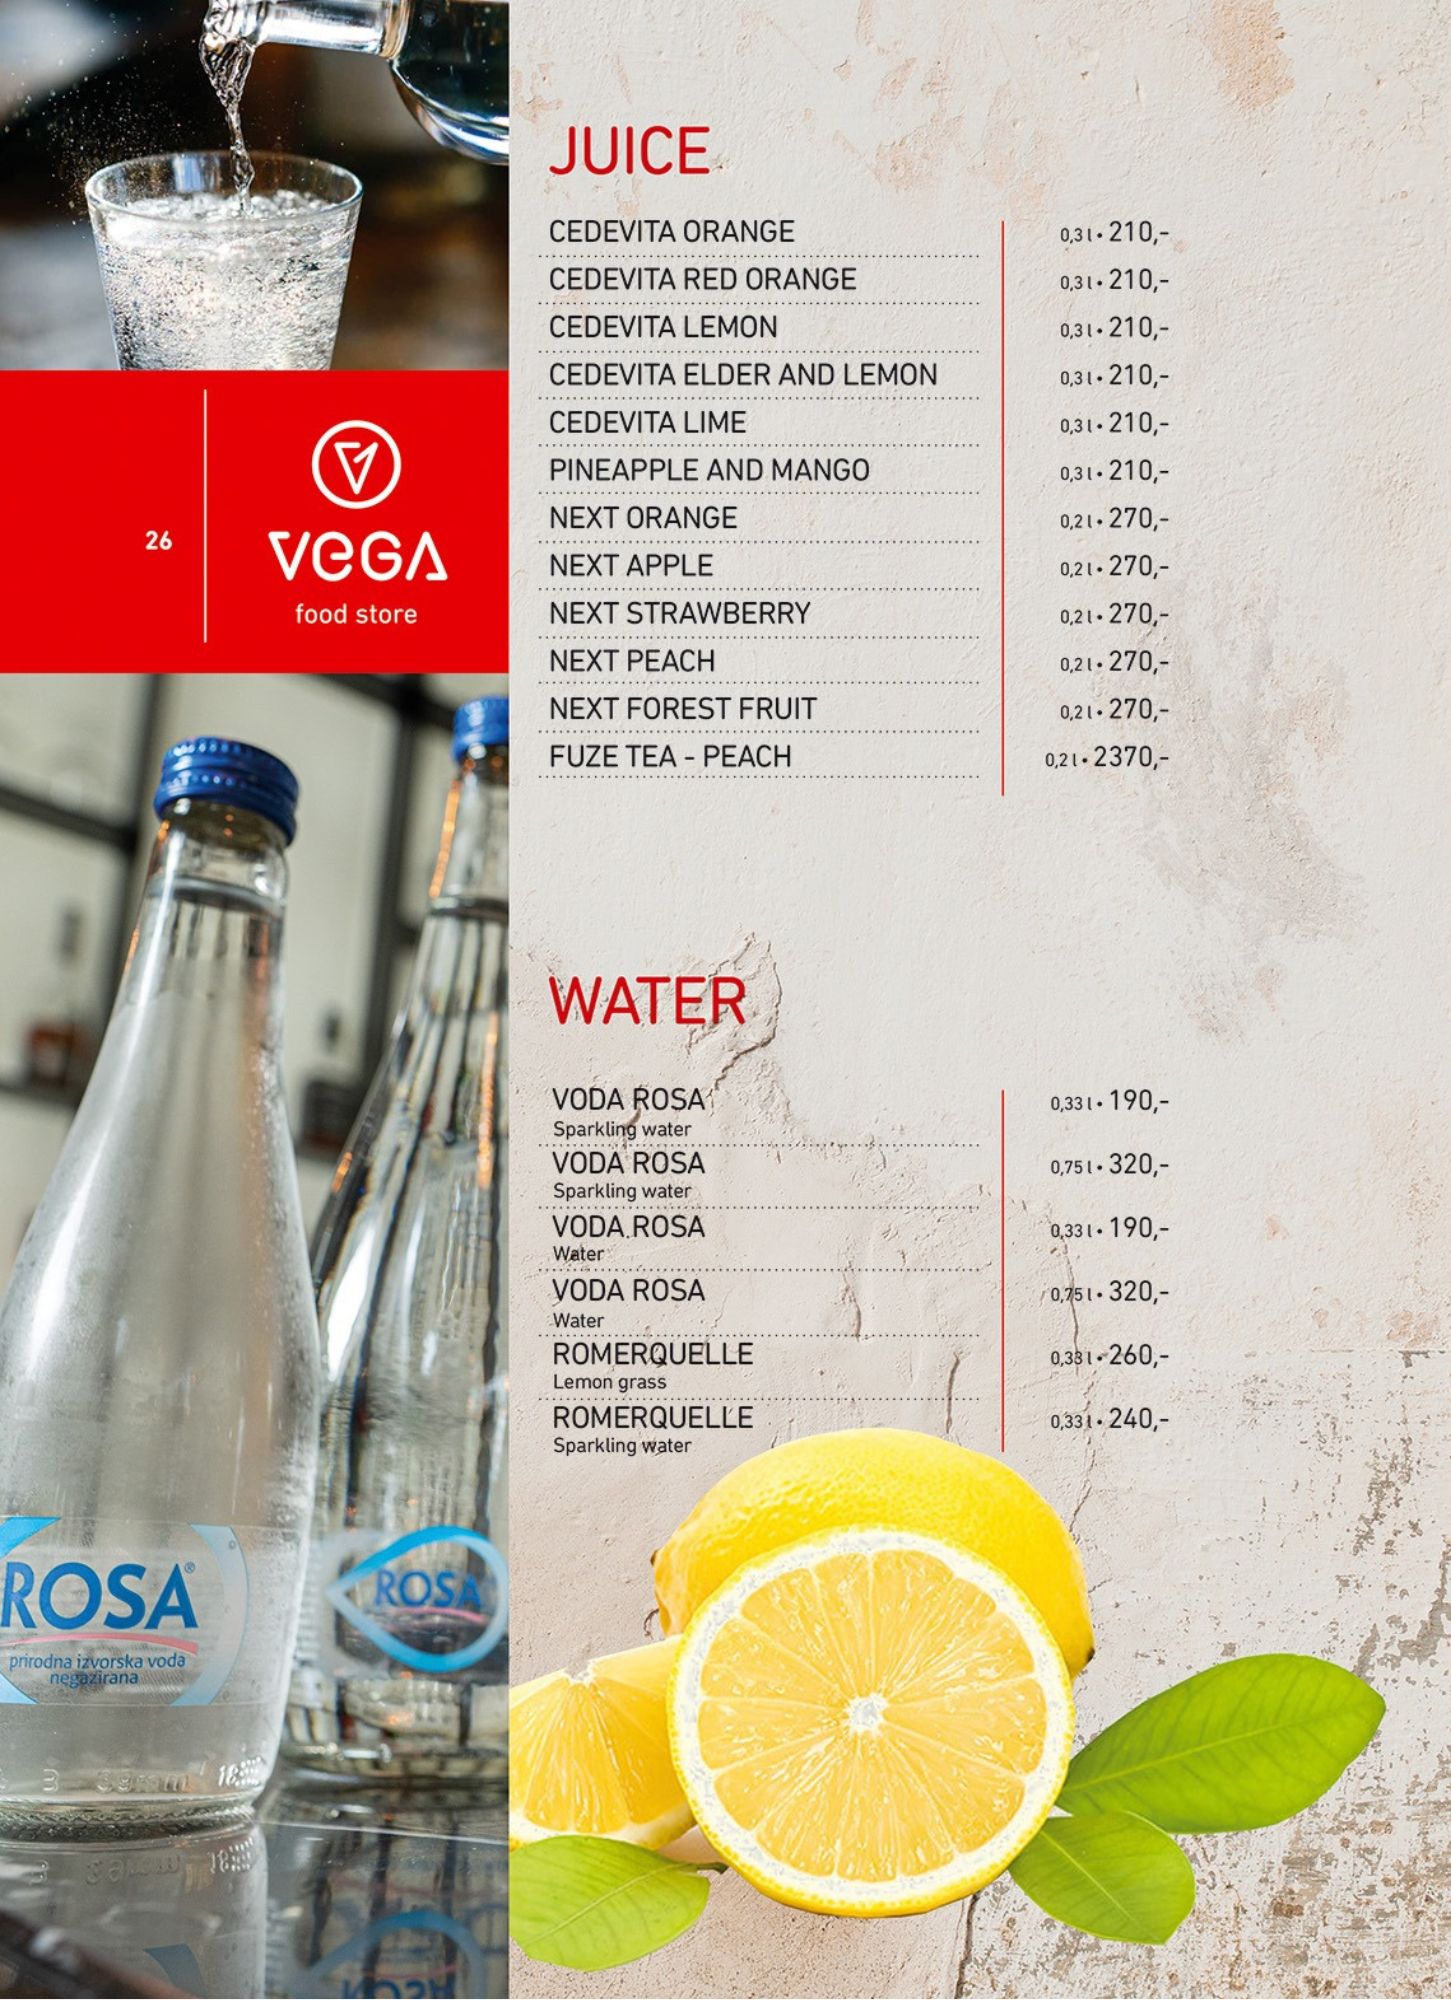 JUICE
CEDEVITA ORANGE 0,3 l • 210,-
CEDEVITA RED ORANGE 0,3 l • 210,-
CEDEVITA LEMON 0,3 l • 210,-
CEDEVITA ELDER AND LEMON 0,3 l • 210,-
CEDEVITA LIME 0,3 l • 210,-
PINEAPPLE AND MANGO 0,3 l • 210,-
NEXT ORANGE 0,2 l • 270,-
NEXT APPLE 0,2 l • 270,-
NEXT STRAWBERRY 0,2 l • 270,-
NEXT PEACH 0,2 l • 270,-
NEXT FOREST FRUIT 0,2 l • 270,-
FUZE TEA - PEACH 0,2 l • 2370,-
26
VEGA
food store
WATER
VODA ROSA 0,33 l • 190,-
Sparkling water
VODA ROSA 0,75 l • 320,-
Sparkling water
VODA ROSA 0,33 l • 190,-
Water
VODA ROSA 0,75 l • 320,-
Water
ROMERQUELLE 0,33 l • 260,-
Lemon grass
ROMERQUELLE 0,33 l • 240,-
Sparkling water
ROSA®
prirodna izvorska voda
negazirana
ROSA